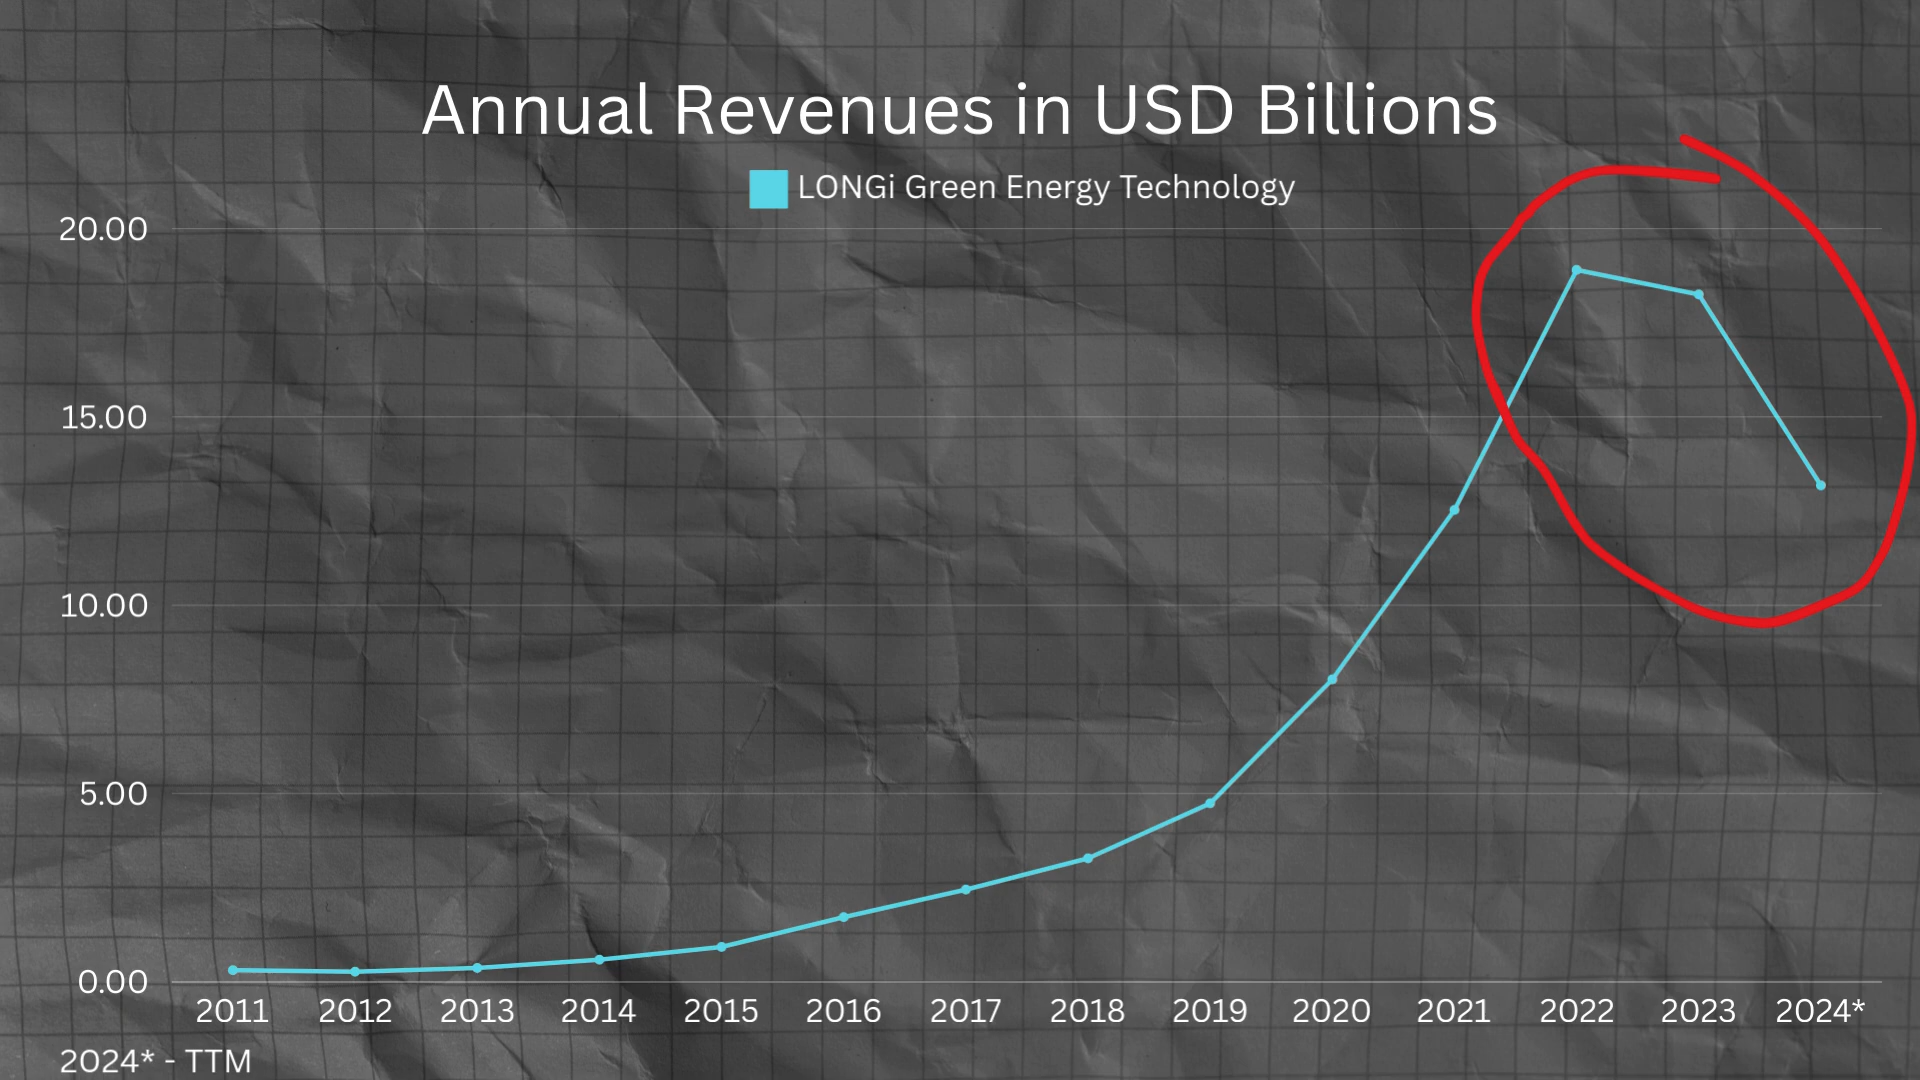 Annual Revenues in USD Billions
LONGi Green Energy Technology
20.00
15.00
10.00
5.00
0.00
2011 2012 2013 2014 2015 2016 2017 2018 2019 2020 2021 2022 2023 2024*
2024* - TTM